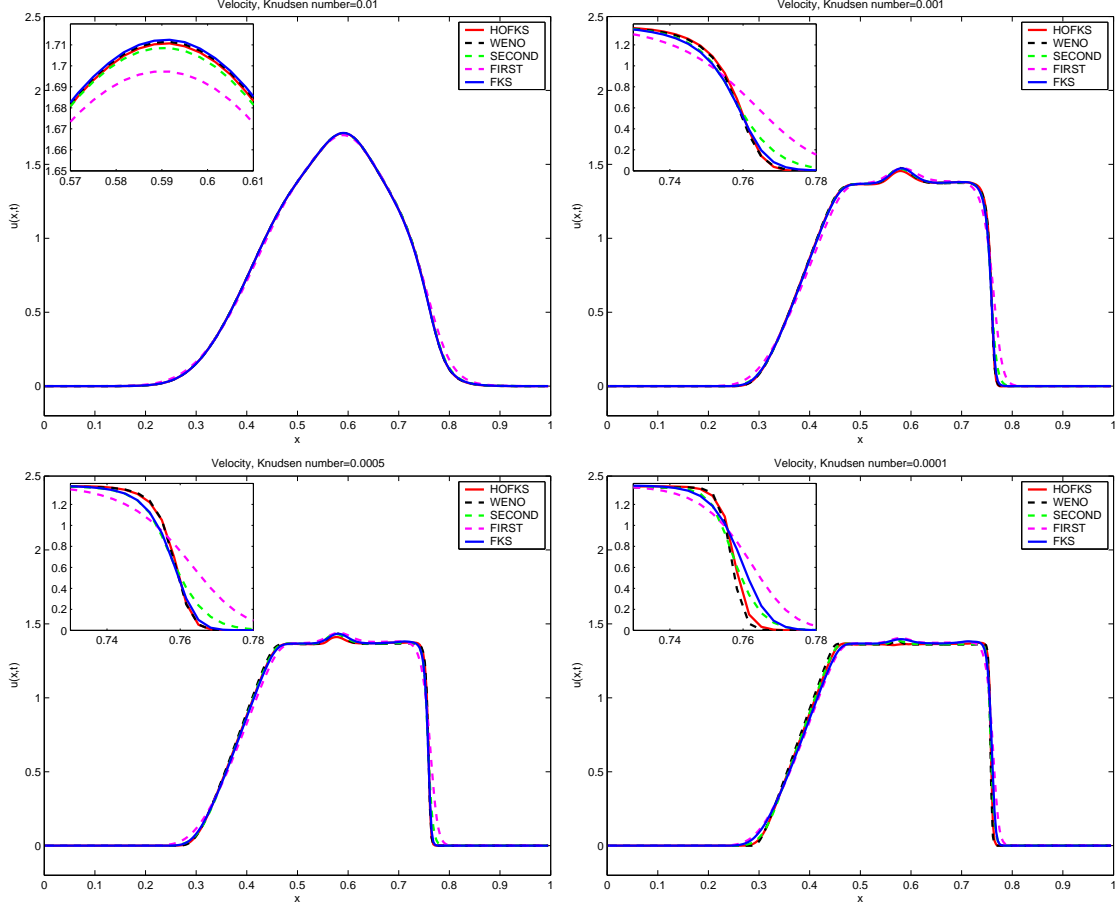 Velocity, Knudsen number=0.01
2.5
2
1.5
1
0.5
0
0 0.1 0.2 0.3 0.4 0.5 0.6 0.7 0.8 0.9 1
x
u(x,t)
1.71
1.7
1.69
1.68
1.67
1.66
1.65
0.57 0.58 0.59 0.6 0.61
HOFKS
WENO
SECOND
FIRST
FKS
Velocity, Knudsen number=0.001
2.5
2
1.5
1
0.5
0
0 0.1 0.2 0.3 0.4 0.5 0.6 0.7 0.8 0.9 1
x
u(x,t)
1.2
1
0.8
0.6
0.4
0.2
0
0.74 0.76 0.78
HOFKS
WENO
SECOND
FIRST
FKS
Velocity, Knudsen number=0.0005
2.5
2
1.5
1
0.5
0
0 0.1 0.2 0.3 0.4 0.5 0.6 0.7 0.8 0.9 1
x
u(x,t)
1.2
1
0.8
0.6
0.4
0.2
0
0.74 0.76 0.78
HOFKS
WENO
SECOND
FIRST
FKS
Velocity, Knudsen number=0.0001
2.5
2
1.5
1
0.5
0
0 0.1 0.2 0.3 0.4 0.5 0.6 0.7 0.8 0.9 1
x
u(x,t)
1.2
1
0.8
0.6
0.4
0.2
0
0.74 0.76 0.78
HOFKS
WENO
SECOND
FIRST
FKS